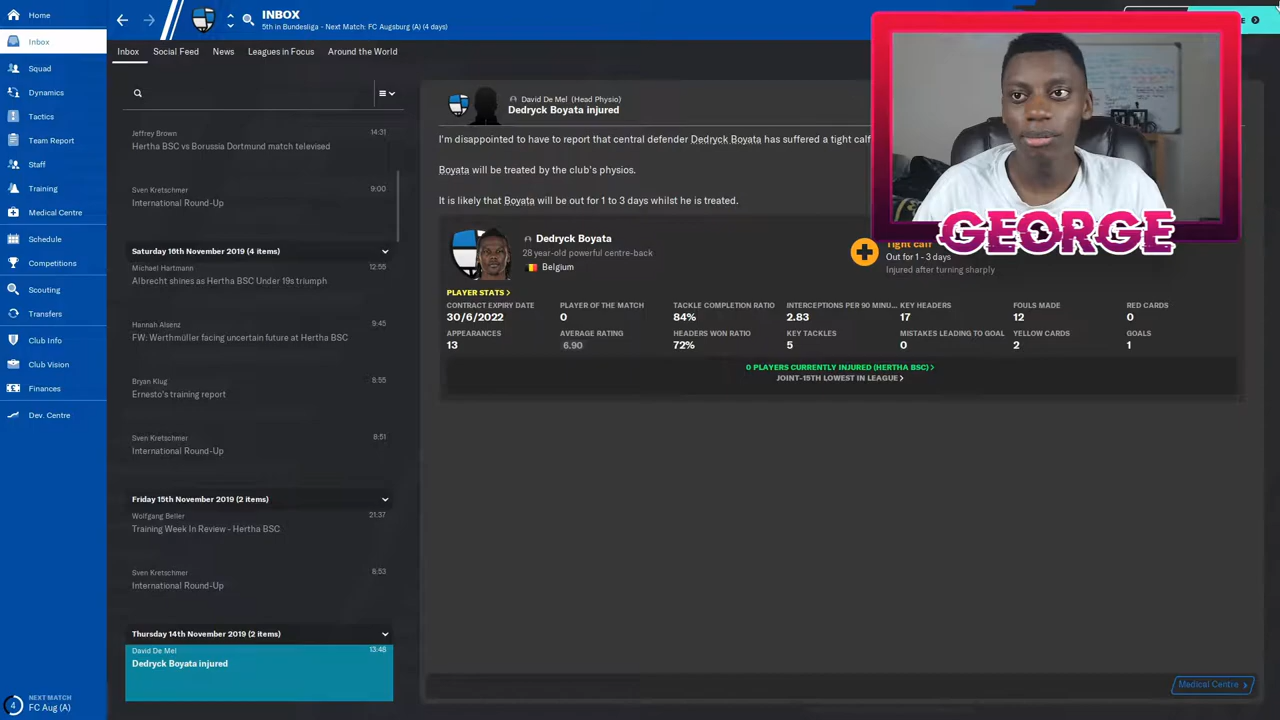 Home
Inbox
Squad
Dynamics
Tactics
Team Report
Staff
Training
Medical Centre
Schedule
Competitions
Scouting
Transfers
Club Info
Club Vision
Finances
Dev. Centre
4
NEXT MATCH
FC Aug (A)
INBOX
5th in Bundesliga - Next Match: FC Augsburg (A) (4 days)
Inbox
Social Feed
News
Leagues in Focus
Around the World
Jeffrey Brown
14:31
Hertha BSC vs Borussia Dortmund match televised
Sven Kretschmer
9:00
International Round-Up
Saturday 16th November 2019 (4 items)
Michael Hartmann
12:55
Albrecht shines as Hertha BSC Under 19s triumph
Hannah Alsenz
9:45
FW: Werthmüller facing uncertain future at Hertha BSC
Bryan Klug
8:55
Ernesto's training report
Sven Kretschmer
8:51
International Round-Up
Friday 15th November 2019 (2 items)
Wolfgang Beller
21:37
Training Week In Review - Hertha BSC
Sven Kretschmer
8:53
International Round-Up
Thursday 14th November 2019 (2 items)
David De Mel
13:46
Dedryck Boyata injured
David De Mel (Head Physio)
Dedryck Boyata injured
I'm disappointed to have to report that central defender Dedryck Boyata has suffered a tight calf
Boyata will be treated by the club's physios.
It is likely that Boyata will be out for 1 to 3 days whilst he is treated.
Dedryck Boyata
28 year-old powerful centre-back
Belgium
Tight calf
Out for 1 - 3 days
Injured after turning sharply
GEORGE
PLAYER STATS
CONTRACT EXPIRY DATE
PLAYER OF THE MATCH
TACKLE COMPLETION RATIO
INTERCEPTIONS PER 90 MINU...
KEY HEADERS
FOULS MADE
RED CARDS
30/6/2022
0
84%
2.83
17
12
0
APPEARANCES
AVERAGE RATING
HEADERS WON RATIO
KEY TACKLES
MISTAKES LEADING TO GOAL
YELLOW CARDS
GOALS
13
6.90
72%
5
0
2
1
0 PLAYERS CURRENTLY INJURED (HERTHA BSC)
JOINT-15TH LOWEST IN LEAGUE
Medical Centre